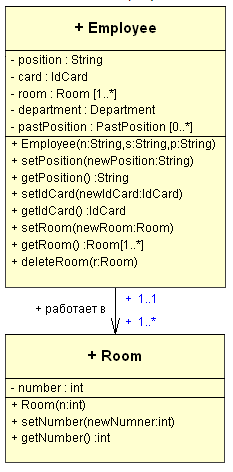 + Employee
- position : String
- card : IdCard
- room : Room [1..*]
- department : Department
- pastPosition : PastPosition [0..*]
+ Employee(n:String,s:String,p:String)
+ setPosition(newPosition:String)
+ getPosition() :String
+ setIdCard(newIdCard:IdCard)
+ getIdCard() :IdCard
+ setRoom(newRoom:Room)
+ getRoom() :Room[1..*]
+ deleteRoom(r:Room)
+ 1..1
+ работает в
+ 1..*
+ Room
- number : int
+ Room(n:int)
+ setNumber(newNumner:int)
+ getNumber() :int